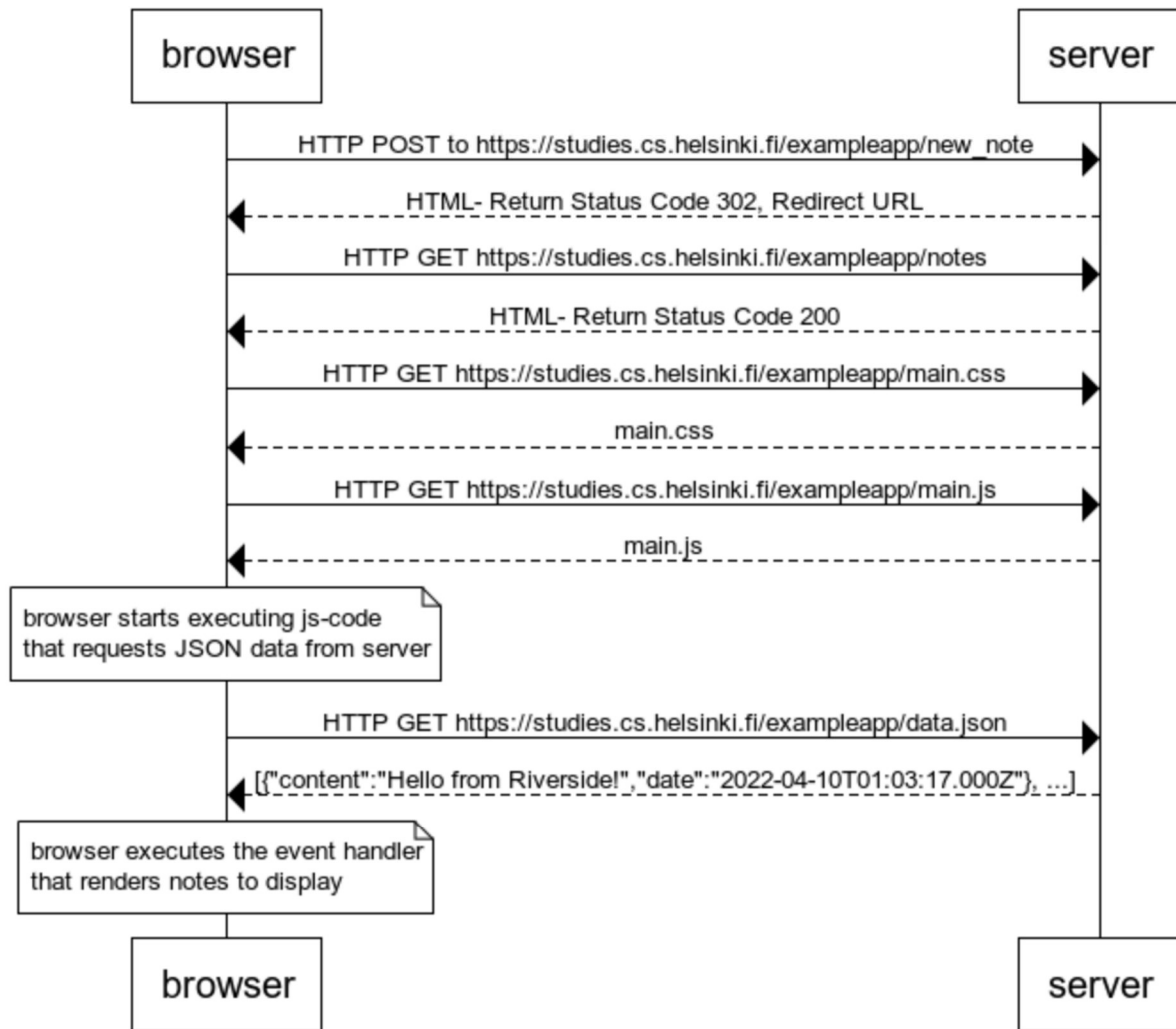 browser
server
HTTP POST to https://studies.cs.helsinki.fi/exampleapp/new_note
HTML- Return Status Code 302, Redirect URL
HTTP GET https://studies.cs.helsinki.fi/exampleapp/notes
HTML- Return Status Code 200
HTTP GET https://studies.cs.helsinki.fi/exampleapp/main.css
main.css
HTTP GET https://studies.cs.helsinki.fi/exampleapp/main.js
main.js
browser starts executing js-code
that requests JSON data from server
HTTP GET https://studies.cs.helsinki.fi/exampleapp/data.json
[{"content":"Hello from Riverside!","date":"2022-04-10T01:03:17.000Z"}, ...]
browser executes the event handler
that renders notes to display
browser
server